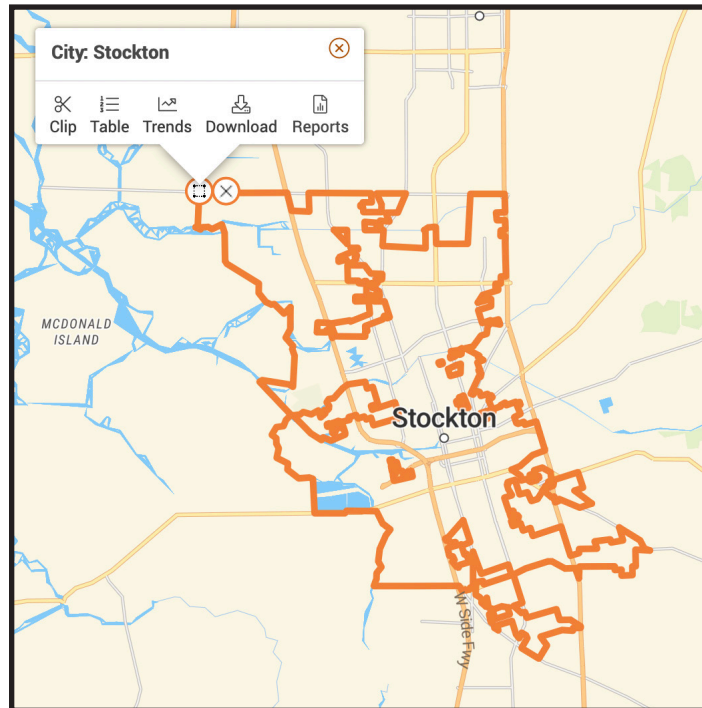 City: Stockton
Clip Table Trends Download Reports
MCDONALD
ISLAND
Stockton
W Side Fwy